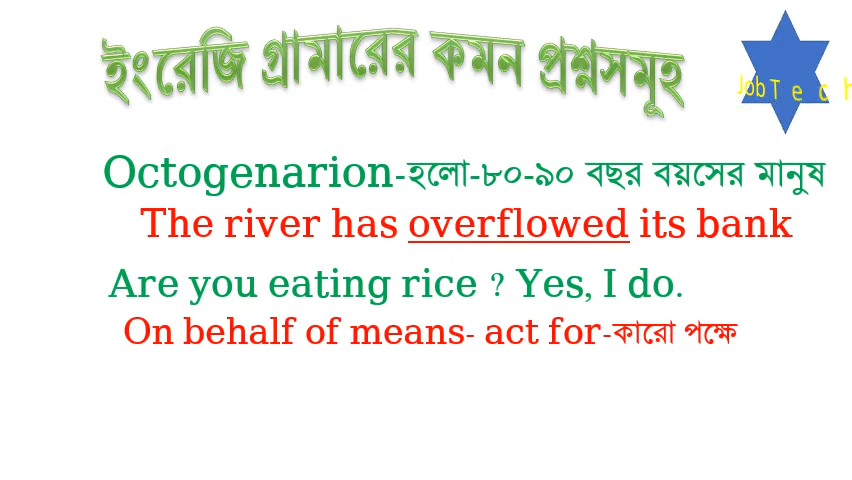 ইংরেজি গ্রামারের কমন প্রশ্নসমূহ
JobTech
Octogenarion-হলো-৮০-৯০ বছর বয়সের মানুষ
The river has overflowed its bank
Are you eating rice ? Yes, I do.
On behalf of means- act for-কারো পক্ষে